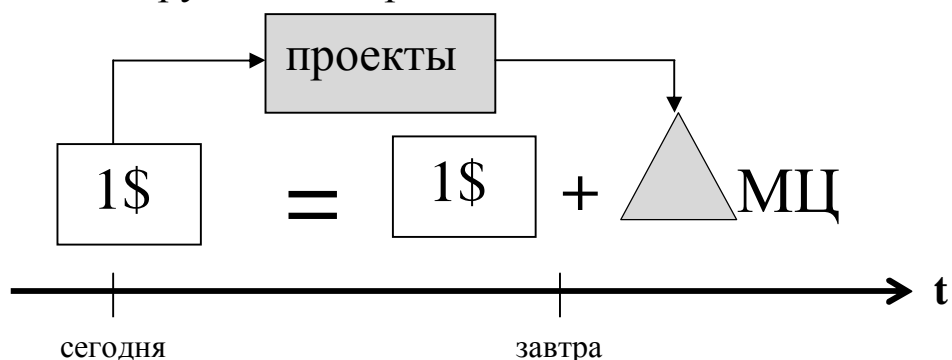 проекты
1$ = 1$ + МЦ
t
сегодня завтра